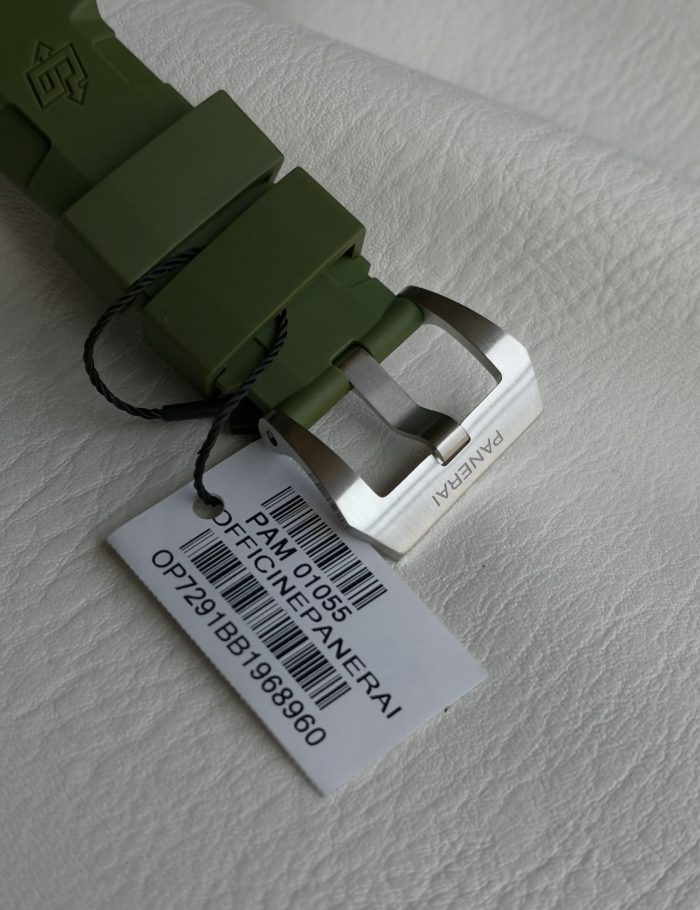 PANERAI
PAM 01055
OFFICINEPANERAI
OP7291BB1968960